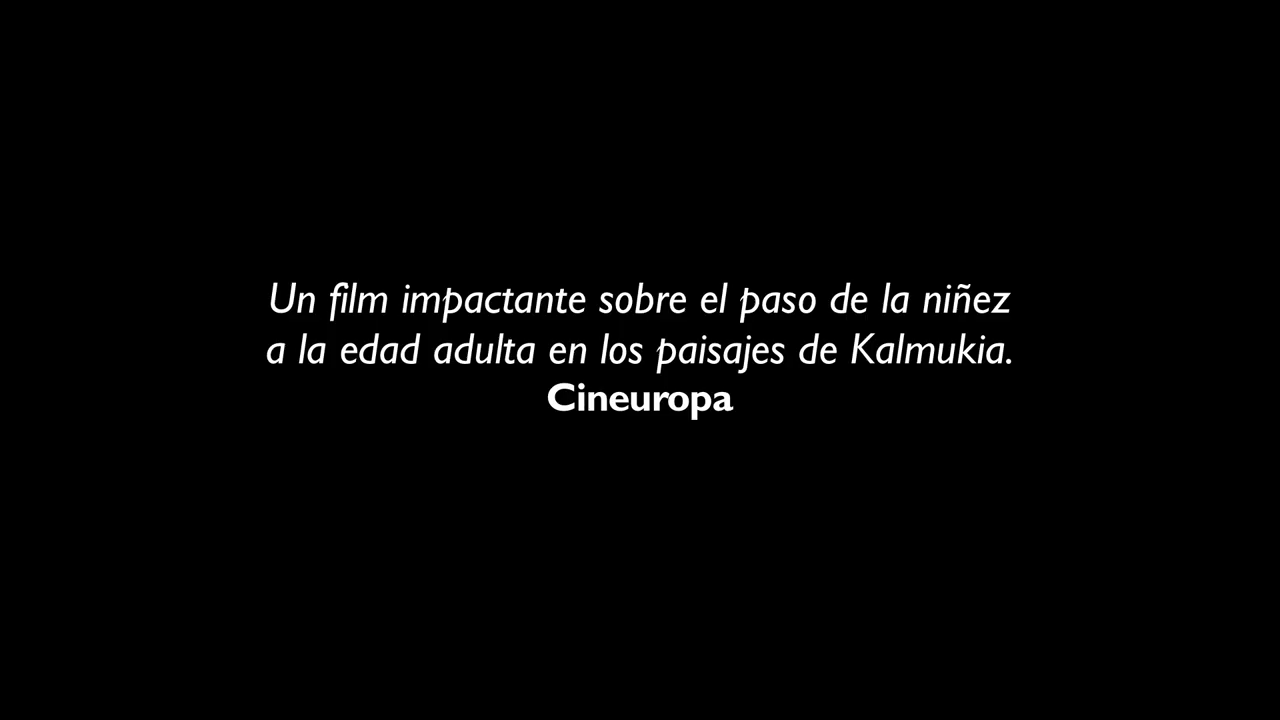 Un film impactante sobre el paso de la niñez
a la edad adulta en los paisajes de Kalmukia.
Cineuropa